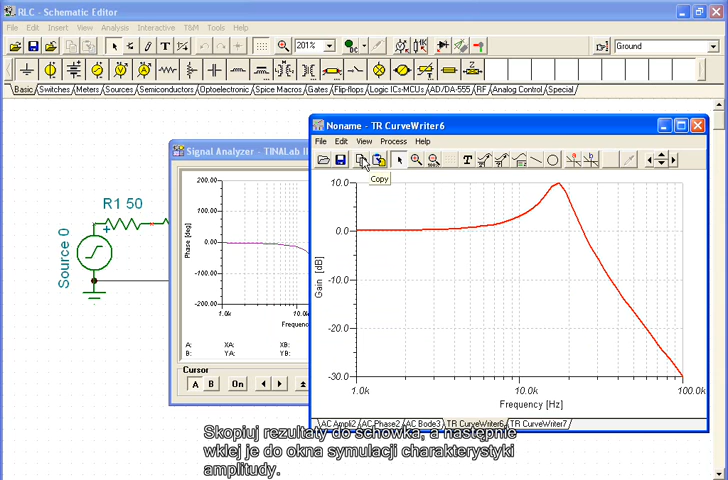 RLC - Schematic Editor
File Edit Insert View Analysis Interactive T&M Tools Help
201% DC Ground
Basic Switches Meters Sources Semiconductors Optoelectronic Spice Macros Gates Flip-flops Logic ICs-MCUs AD/DA-555 RF Analog Control Special
Noname - TR CurveWriter6
File Edit View Process Help
Copy
Gain [dB]
10.0
0.0
-10.0
-20.0
-30.0
1.0k 10.0k 100.0k
Frequency [Hz]
AC Ampli2 AC Phase2 AC Bode3 TR CurveWriter6 TR CurveWriter7
Signal Analyzer - TINALab II
Phase [deg]
200.00
100.00
0.00
-100.00
-200.00
1.00k 10.0k
Frequency
A: XA: XB:
B: YA: YB:
Cursor
A B On
R1 50
Source 0
Skopiuj rezultaty do schowka, a następnie
wklej je do okna symulacji charakterystyki
amplitudy.